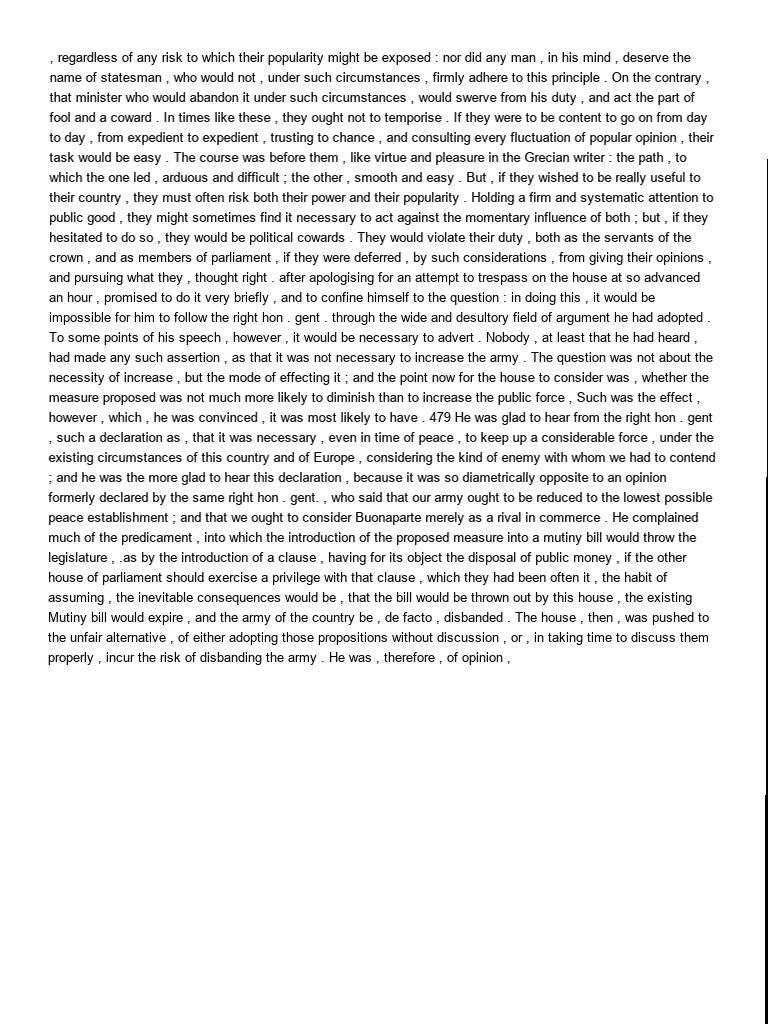 , regardless of any risk to which their popularity might be exposed : nor did any man , in his mind , deserve the
name of statesman , who would not , under such circumstances , firmly adhere to this principle . On the contrary ,
that minister who would abandon it under such circumstances , would swerve from his duty , and act the part of
fool and a coward . In times like these , they ought not to temporise . If they were to be content to go on from day
to day , from expedient to expedient , trusting to chance , and consulting every fluctuation of popular opinion , their
task would be easy . The course was before them , like virtue and pleasure in the Grecian writer : the path , to
which the one led , arduous and difficult ; the other , smooth and easy . But , if they wished to be really useful to
their country , they must often risk both their power and their popularity . Holding a firm and systematic attention to
public good , they might sometimes find it necessary to act against the momentary influence of both ; but , if they
hesitated to do so , they would be political cowards . They would violate their duty , both as the servants of the
crown , and as members of parliament , if they were deferred , by such considerations , from giving their opinions ,
and pursuing what they , thought right . after apologising for an attempt to trespass on the house at so advanced
an hour , promised to do it very briefly , and to confine himself to the question : in doing this , it would be
impossible for him to follow the right hon . gent . through the wide and desultory field of argument he had adopted .
To some points of his speech , however , it would be necessary to advert . Nobody , at least that he had heard ,
had made any such assertion , as that it was not necessary to increase the army . The question was not about the
necessity of increase , but the mode of effecting it ; and the point now for the house to consider was , whether the
measure proposed was not much more likely to diminish than to increase the public force , Such was the effect ,
however , which , he was convinced , it was most likely to have . 479 He was glad to hear from the right hon . gent
, such a declaration as , that it was necessary , even in time of peace , to keep up a considerable force , under the
existing circumstances of this country and of Europe , considering the kind of enemy with whom we had to contend
; and he was the more glad to hear this declaration , because it was so diametrically opposite to an opinion
formerly declared by the same right hon . gent. , who said that our army ought to be reduced to the lowest possible
peace establishment ; and that we ought to consider Buonaparte merely as a rival in commerce . He complained
much of the predicament , into which the introduction of the proposed measure into a mutiny bill would throw the
legislature , .as by the introduction of a clause , having for its object the disposal of public money , if the other
house of parliament should exercise a privilege with that clause , which they had been often it , the habit of
assuming , the inevitable consequences would be , that the bill would be thrown out by this house , the existing
Mutiny bill would expire , and the army of the country be , de facto , disbanded . The house , then , was pushed to
the unfair alternative , of either adopting those propositions without discussion , or , in taking time to discuss them
properly , incur the risk of disbanding the army . He was , therefore , of opinion ,